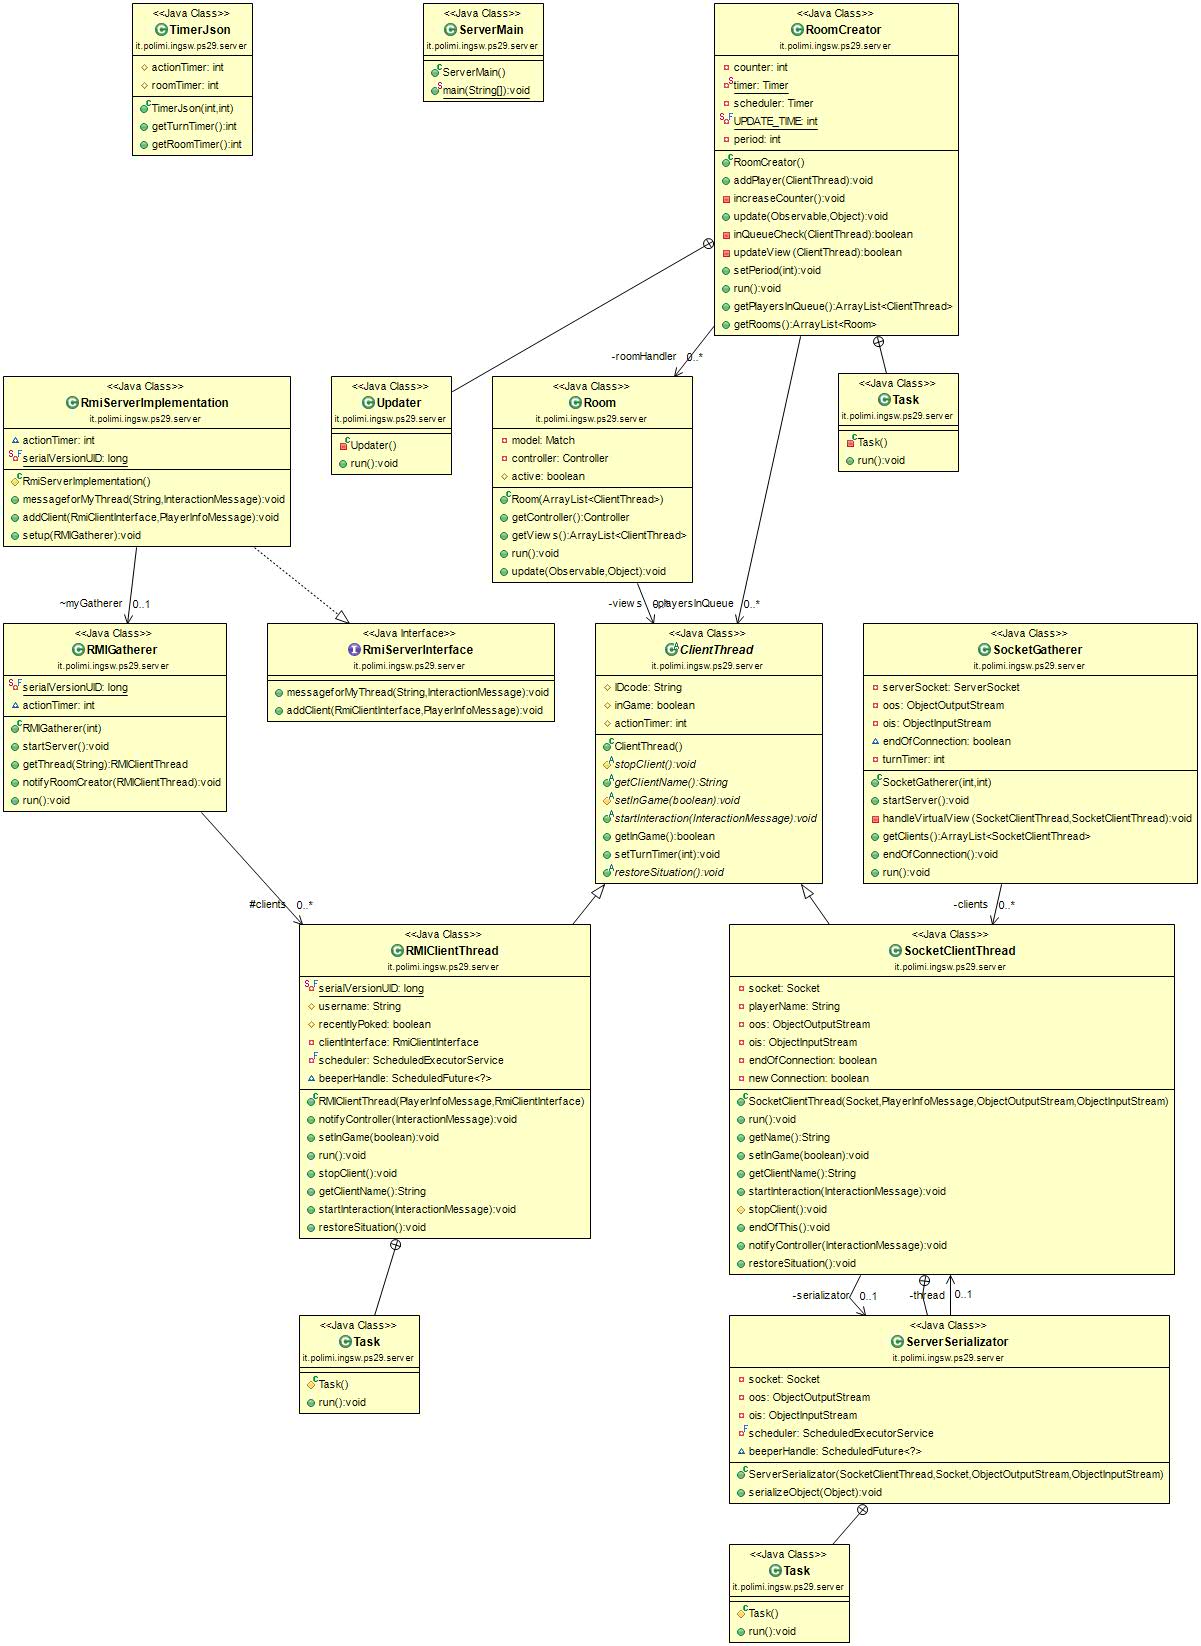 <<Java Class>>
TimerJson
it.polimi.ingsw.ps29.server
actionTimer: int
roomTimer: int
TimerJson(int,int)
getTurnTimer():int
getRoomTimer():int
<<Java Class>>
ServerMain
it.polimi.ingsw.ps29.server
ServerMain()
main(String[]):void
<<Java Class>>
RoomCreator
it.polimi.ingsw.ps29.server
counter: int
timer: Timer
scheduler: Timer
UPDATE_TIME: int
period: int
RoomCreator()
addPlayer(ClientThread):void
increaseCounter():void
update(Observable,Object):void
inQueueCheck(ClientThread):boolean
updateView(ClientThread):boolean
setPeriod(int):void
run():void
getPlayersInQueue():ArrayList<ClientThread>
getRooms():ArrayList<Room>
-roomHandler 0..*
<<Java Class>>
RmiServerImplementation
it.polimi.ingsw.ps29.server
actionTimer: int
serialVersionUID: long
RmiServerImplementation()
messageforMyThread(String,InteractionMessage):void
addClient(RmiClientInterface,PlayerInfoMessage):void
setup(RMIGatherer):void
<<Java Class>>
Updater
it.polimi.ingsw.ps29.server
Updater()
run():void
<<Java Class>>
Room
it.polimi.ingsw.ps29.server
model: Match
controller: Controller
active: boolean
Room(ArrayList<ClientThread>)
getController():Controller
getViews():ArrayList<ClientThread>
run():void
update(Observable,Object):void
<<Java Class>>
Task
it.polimi.ingsw.ps29.server
Task()
run():void
~myGatherer 0..1
-views 0..*
-playersInQueue 0..*
<<Java Class>>
RMIGatherer
it.polimi.ingsw.ps29.server
serialVersionUID: long
actionTimer: int
RMIGatherer(int)
startServer():void
getThread(String):RMIClientThread
notifyRoomCreator(RMIClientThread):void
run():void
<<Java Interface>>
RmiServerInterface
it.polimi.ingsw.ps29.server
messageforMyThread(String,InteractionMessage):void
addClient(RmiClientInterface,PlayerInfoMessage):void
<<Java Class>>
ClientThread
it.polimi.ingsw.ps29.server
IDcode: String
inGame: boolean
actionTimer: int
ClientThread()
stopClient():void
getClientName():String
setInGame(boolean):void
startInteraction(InteractionMessage):void
getInGame():boolean
setTurnTimer(int):void
restoreSituation():void
<<Java Class>>
SocketGatherer
it.polimi.ingsw.ps29.server
serverSocket: ServerSocket
oos: ObjectOutputStream
ois: ObjectInputStream
endOfConnection: boolean
turnTimer: int
SocketGatherer(int,int)
startServer():void
handleVirtualView(SocketClientThread,SocketClientThread):void
getClients():ArrayList<SocketClientThread>
endOfConnection():void
run():void
#clients 0..*
-clients 0..*
<<Java Class>>
RMIClientThread
it.polimi.ingsw.ps29.server
serialVersionUID: long
username: String
recentlyPoked: boolean
clientInterface: RmiClientInterface
scheduler: ScheduledExecutorService
beeperHandle: ScheduledFuture<?>
RMIClientThread(PlayerInfoMessage,RmiClientInterface)
notifyController(InteractionMessage):void
setInGame(boolean):void
run():void
stopClient():void
getClientName():String
startInteraction(InteractionMessage):void
restoreSituation():void
<<Java Class>>
SocketClientThread
it.polimi.ingsw.ps29.server
socket: Socket
playerName: String
oos: ObjectOutputStream
ois: ObjectInputStream
endOfConnection: boolean
newConnection: boolean
SocketClientThread(Socket,PlayerInfoMessage,ObjectOutputStream,ObjectInputStream)
run():void
getName():String
setInGame(boolean):void
getClientName():String
startInteraction(InteractionMessage):void
stopClient():void
endOfThis():void
notifyController(InteractionMessage):void
restoreSituation():void
-serializator 0..1
-thread 0..1
<<Java Class>>
Task
it.polimi.ingsw.ps29.server
Task()
run():void
<<Java Class>>
ServerSerializator
it.polimi.ingsw.ps29.server
socket: Socket
oos: ObjectOutputStream
ois: ObjectInputStream
scheduler: ScheduledExecutorService
beeperHandle: ScheduledFuture<?>
ServerSerializator(SocketClientThread,Socket,ObjectOutputStream,ObjectInputStream)
serializeObject(Object):void
<<Java Class>>
Task
it.polimi.ingsw.ps29.server
Task()
run():void